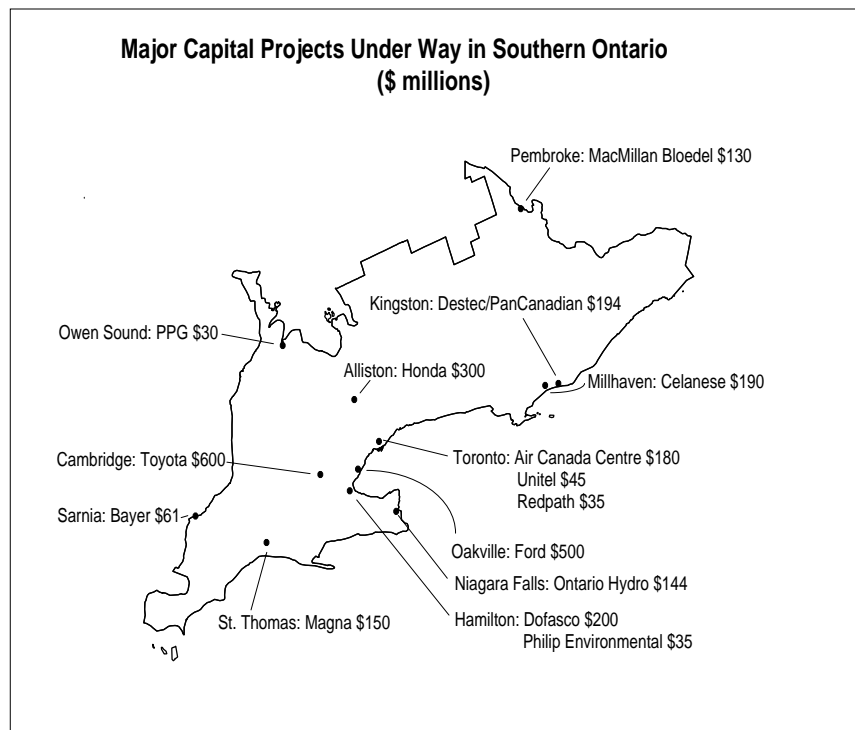 Major Capital Projects Under Way in Southern Ontario
($ millions)
Pembroke: MacMillan Bloedel $130
Kingston: Destec/PanCanadian $194
Owen Sound: PPG $30
Alliston: Honda $300
Millhaven: Celanese $190
Cambridge: Toyota $600
Toronto: Air Canada Centre $180
Unitel $45
Redpath $35
Sarnia: Bayer $61
Oakville: Ford $500
Niagara Falls: Ontario Hydro $144
St. Thomas: Magna $150
Hamilton: Dofasco $200
Philip Environmental $35